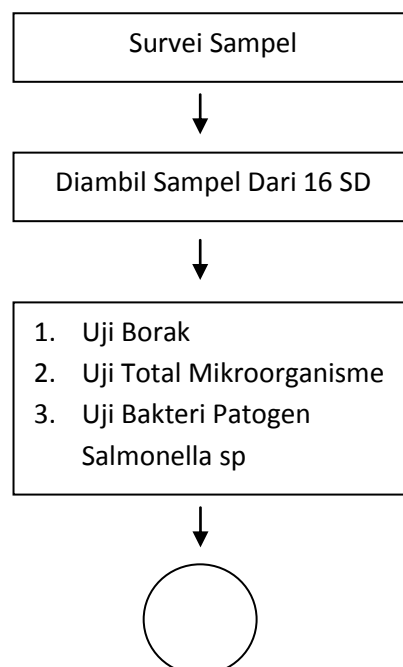 Survei Sampel
Diambil Sampel Dari 16 SD
1. Uji Borak
2. Uji Total Mikroorganisme
3. Uji Bakteri Patogen
Salmonella sp